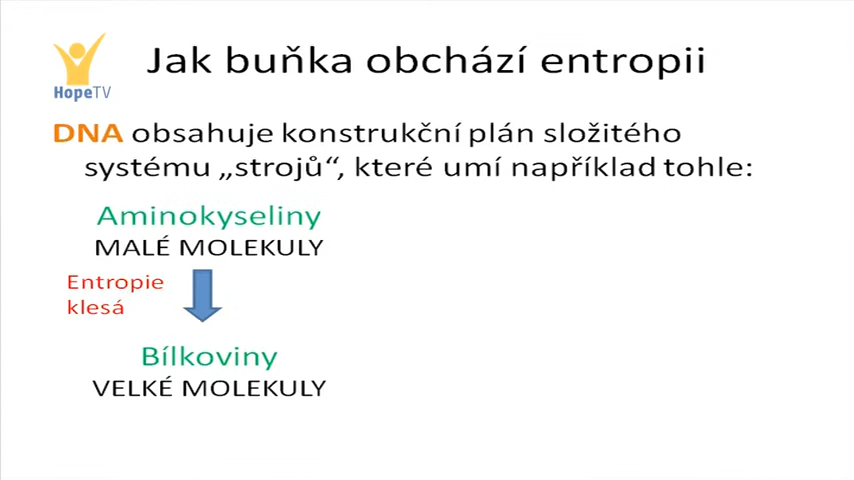 Jak buňka obchází entropii
HopeTV
DNA obsahuje konstrukční plán složitého
systému „strojů“, které umí například tohle:
Aminokyseliny
MALÉ MOLEKULY
Entropie
klesá
Bílkoviny
VELKÉ MOLEKULY